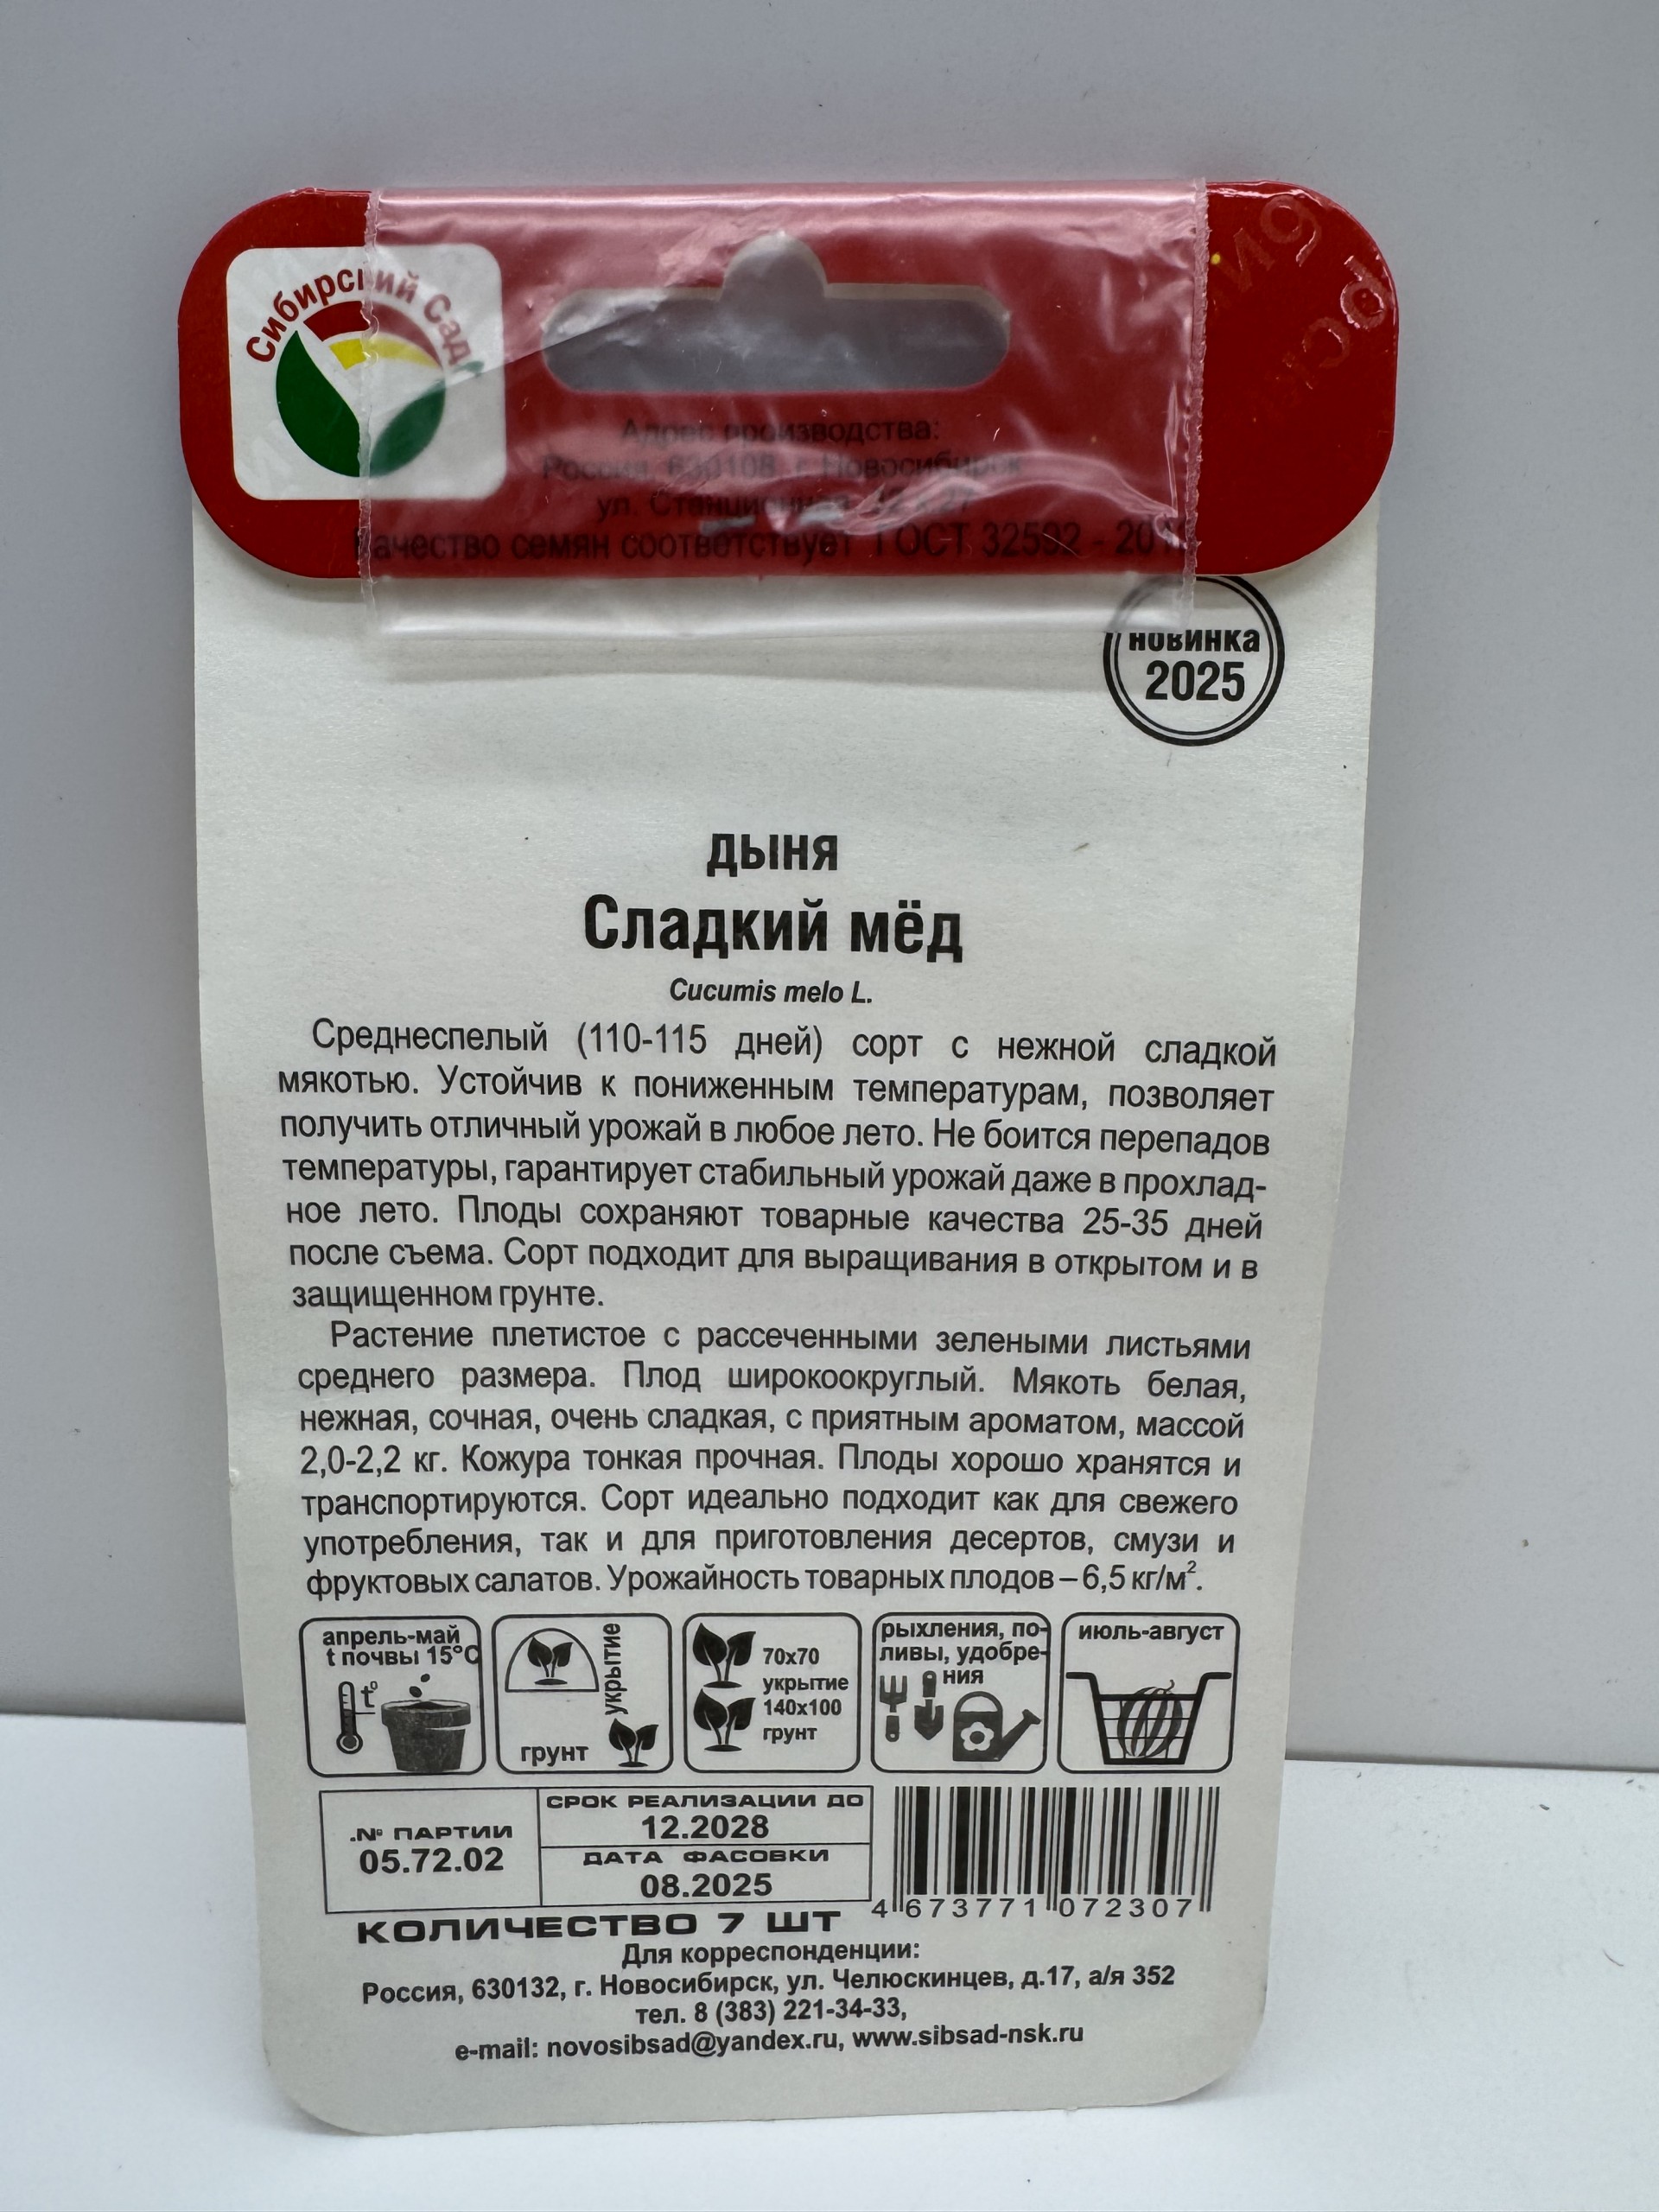 Сибирский Сад
Адрес производства:
Россия, 630108, г. Новосибирск
ул. Станционная,
Качество семян соответствует ГОСТ 32592 -
новинка
2025
дыня
Сладкий мёд
Cucumis melo L.
Среднеспелый (110-115 дней) сорт с нежной сладкой
мякотью. Устойчив к пониженным температурам, позволяет
получить отличный урожай в любое лето. Не боится перепадов
температуры, гарантирует стабильный урожай даже в прохлад-
ное лето. Плоды сохраняют товарные качества 25-35 дней
после съема. Сорт подходит для выращивания в открытом и в
защищенном грунте.
Растение плетистое с рассеченными зелеными листьями
среднего размера. Плод широкоокруглый. Мякоть белая,
нежная, сочная, очень сладкая, с приятным ароматом, массой
2,0-2,2 кг. Кожура тонкая прочная. Плоды хорошо хранятся и
транспортируются. Сорт идеально подходит как для свежего
употребления, так и для приготовления десертов, смузи и
фруктовых салатов. Урожайность товарных плодов – 6,5 кг/м².
апрель-май
t почвы 15°С
t°
укрытие
грунт
70х70
укрытие
140х100
грунт
рыхления, по-
ливы, удобре-
ния
июль-август
№ ПАРТИИ
05.72.02
СРОК РЕАЛИЗАЦИИ ДО
12.2028
ДАТА ФАСОВКИ
08.2025
4 673771 072307
КОЛИЧЕСТВО 7 ШТ
Для корреспонденции:
Россия, 630132, г. Новосибирск, ул. Челюскинцев, д.17, а/я 352
тел. 8 (383) 221-34-33,
e-mail: novosibsad@yandex.ru, www.sibsad-nsk.ru